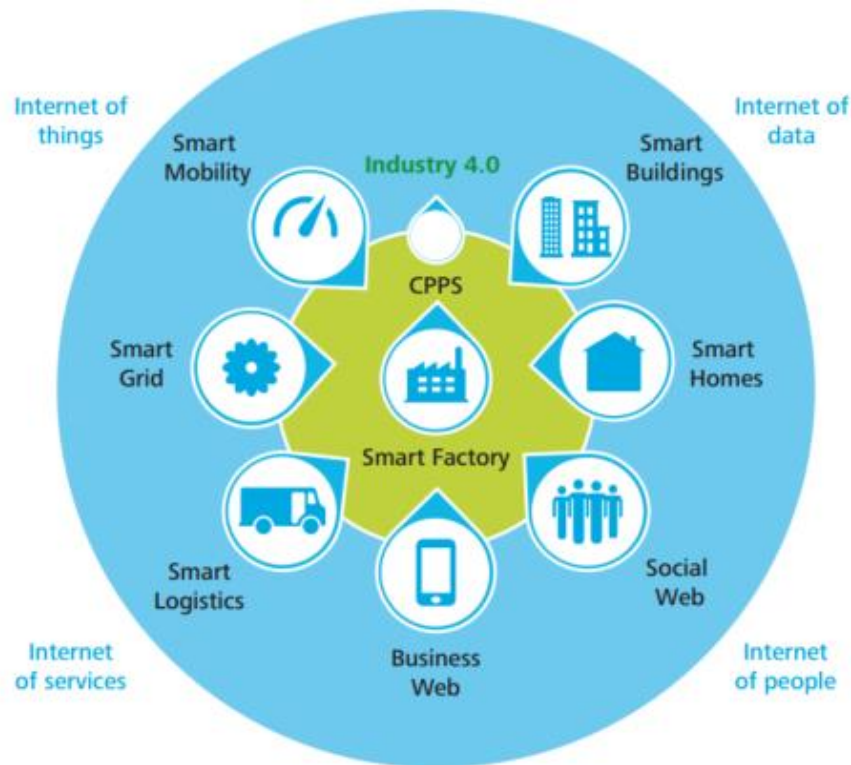 Internet of
things
Internet of
data
Smart
Mobility
Industry 4.0
Smart
Buildings
CPPS
Smart
Grid
Smart
Homes
Smart Factory
Smart
Logistics
Social
Web
Business
Web
Internet
of services
Internet
of people